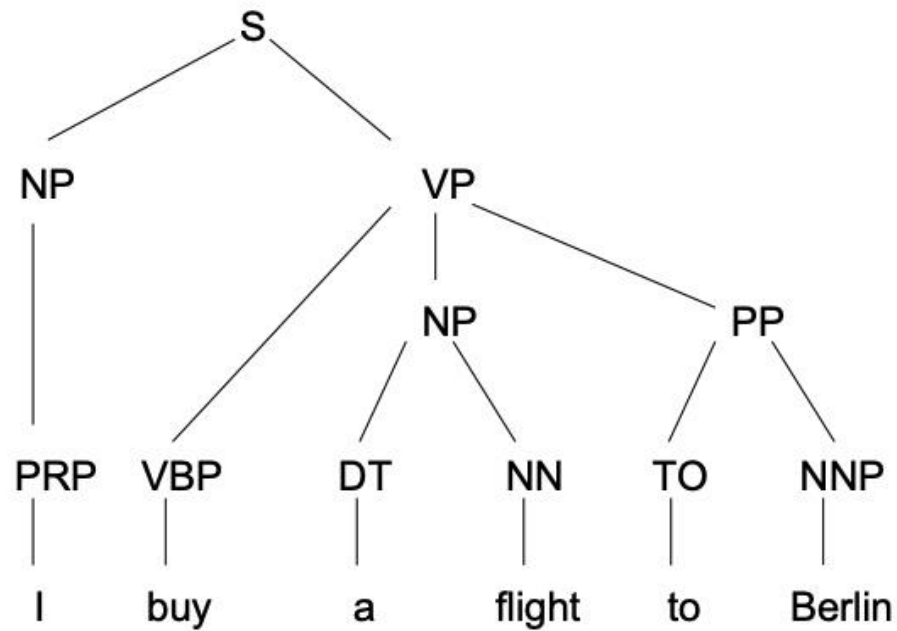 S
NP VP
NP PP
PRP VBP DT NN TO NNP
I buy a flight to Berlin